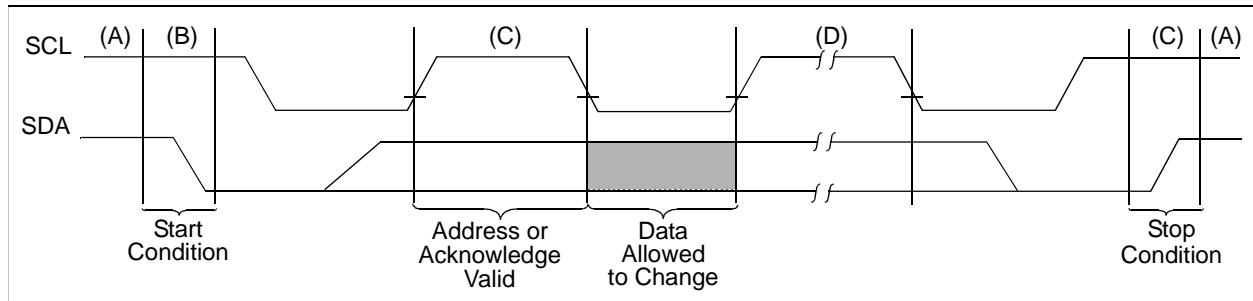 SCL
(A)
(B)
(C)
(D)
(C)
(A)
SDA
Start
Condition
Address or
Acknowledge
Valid
Data
Allowed
to Change
Stop
Condition